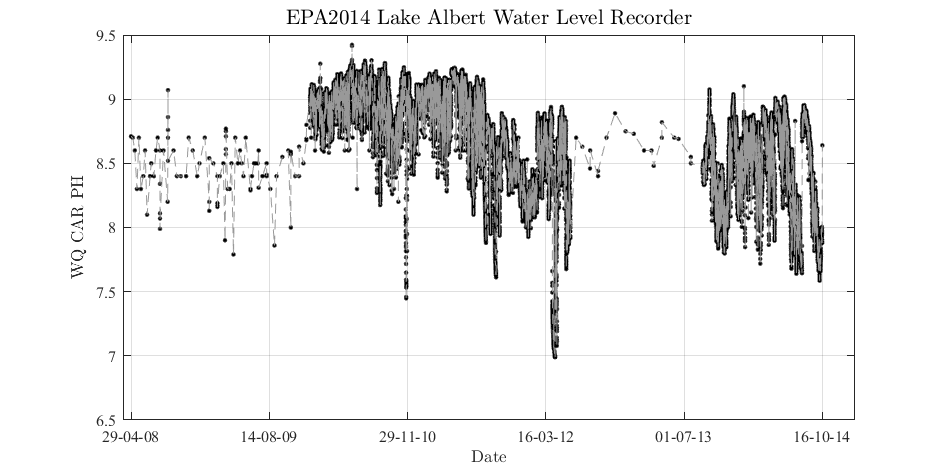 EPA2014 Lake Albert Water Level Recorder
9.5
9
8.5
8
7.5
7
6.5
WQ CAR PH
29-04-08 14-08-09 29-11-10 16-03-12 01-07-13 16-10-14
Date